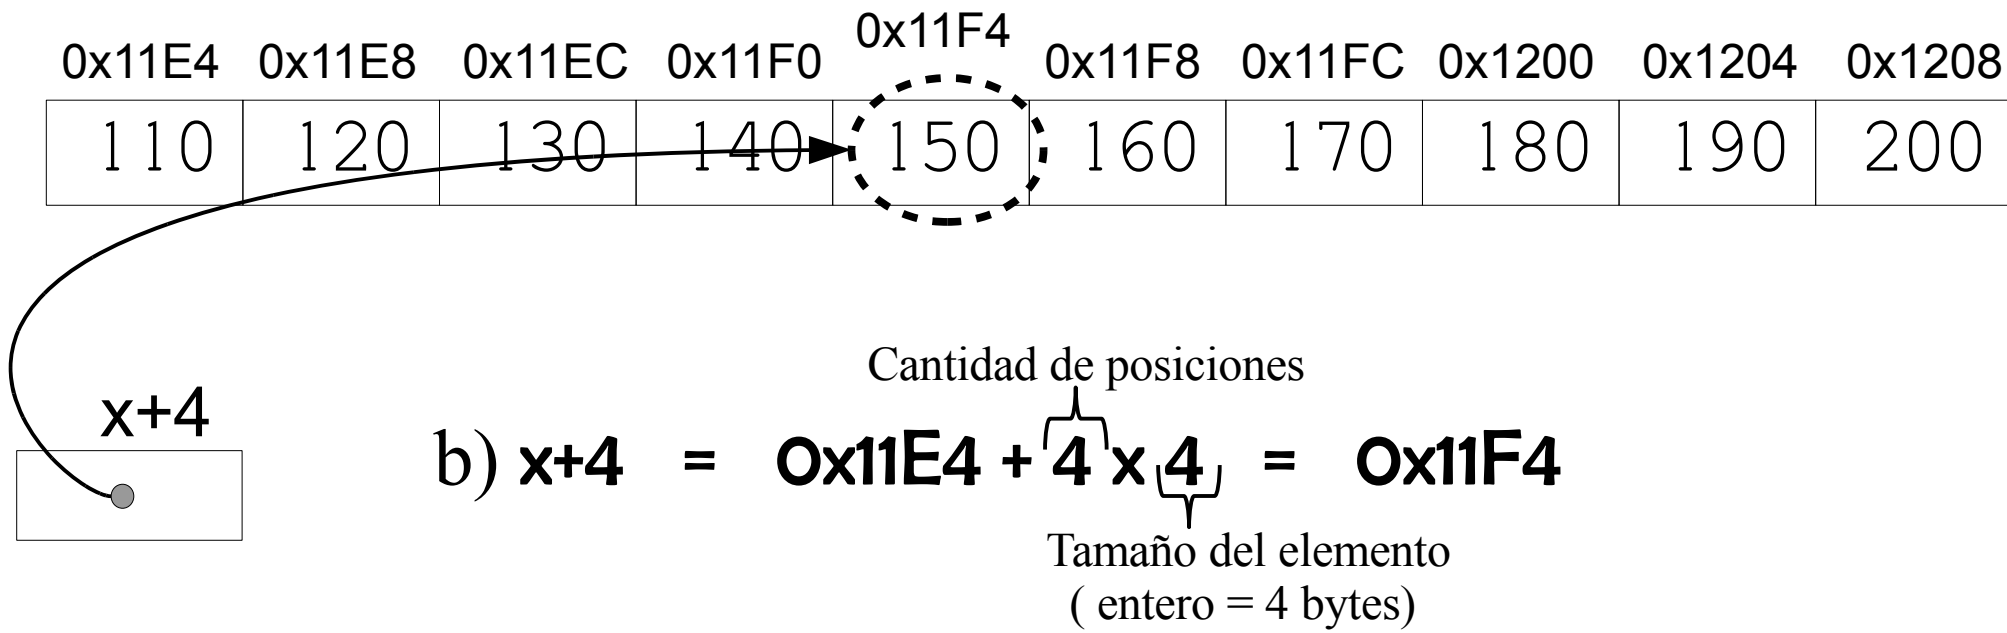 0x11E4 0x11E8 0x11EC 0x11F0 0x11F4 0x11F8 0x11FC 0x1200 0x1204 0x1208
110 120 130 140 150 160 170 180 190 200
Cantidad de posiciones
x+4
b) x+4 = 0x11E4 + 4 x 4 = 0x11F4
Tamaño del elemento
( entero = 4 bytes)